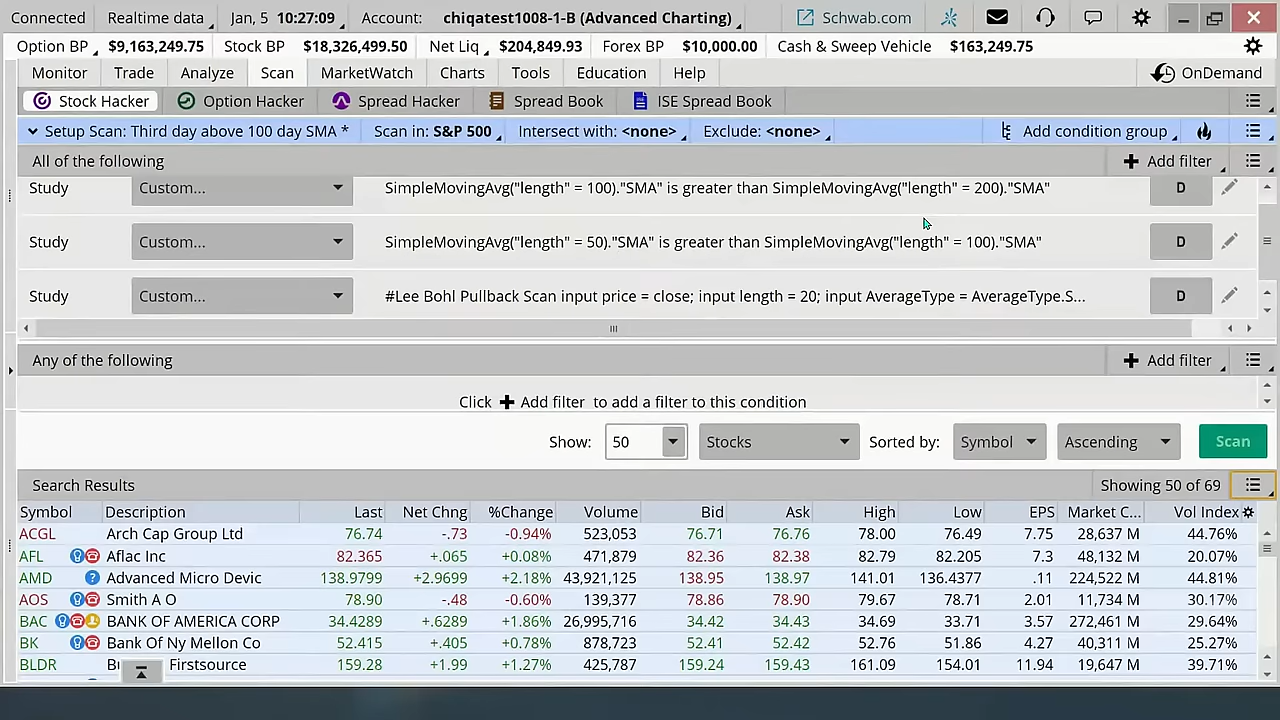 Connected Realtime data Jan, 5 10:27:09 Account: chiqatest1008-1-B (Advanced Charting) Schwab.com
Option BP $9,163,249.75 Stock BP $18,326,499.50 Net Liq $204,849.93 Forex BP $10,000.00 Cash & Sweep Vehicle $163,249.75
Monitor Trade Analyze Scan MarketWatch Charts Tools Education Help OnDemand
Stock Hacker Option Hacker Spread Hacker Spread Book ISE Spread Book
Setup Scan: Third day above 100 day SMA * Scan in: S&P 500 Intersect with: <none> Exclude: <none> Add condition group
All of the following Add filter
Study Custom... SimpleMovingAvg("length" = 100)."SMA" is greater than SimpleMovingAvg("length" = 200)."SMA" D
Study Custom... SimpleMovingAvg("length" = 50)."SMA" is greater than SimpleMovingAvg("length" = 100)."SMA" D
Study Custom... #Lee Bohl Pullback Scan input price = close; input length = 20; input AverageType = AverageType.S... D
Any of the following Add filter
Click + Add filter to add a filter to this condition
Show: 50 Stocks Sorted by: Symbol Ascending Scan
Search Results Showing 50 of 69
Symbol Description Last Net Chng %Change Volume Bid Ask High Low EPS Market C... Vol Index
ACGL Arch Cap Group Ltd 76.74 -.73 -0.94% 523,053 76.71 76.76 78.00 76.49 7.75 28,637 M 44.76%
AFL Aflac Inc 82.365 +.065 +0.08% 471,879 82.36 82.38 82.79 82.205 7.3 48,132 M 20.07%
AMD Advanced Micro Devic 138.9799 +2.9699 +2.18% 43,921,125 138.95 138.97 141.01 136.4377 .11 224,522 M 44.81%
AOS Smith A O 78.90 -.48 -0.60% 139,377 78.86 78.90 79.67 78.71 2.01 11,734 M 30.17%
BAC BANK OF AMERICA CORP 34.4289 +.6289 +1.86% 26,995,716 34.42 34.43 34.69 33.71 3.57 272,461 M 29.64%
BK Bank Of Ny Mellon Co 52.415 +.405 +0.78% 878,723 52.41 52.42 52.76 51.86 4.27 40,311 M 25.27%
BLDR Firstsource 159.28 +1.99 +1.27% 425,787 159.24 159.43 161.09 154.01 11.94 19,647 M 39.71%